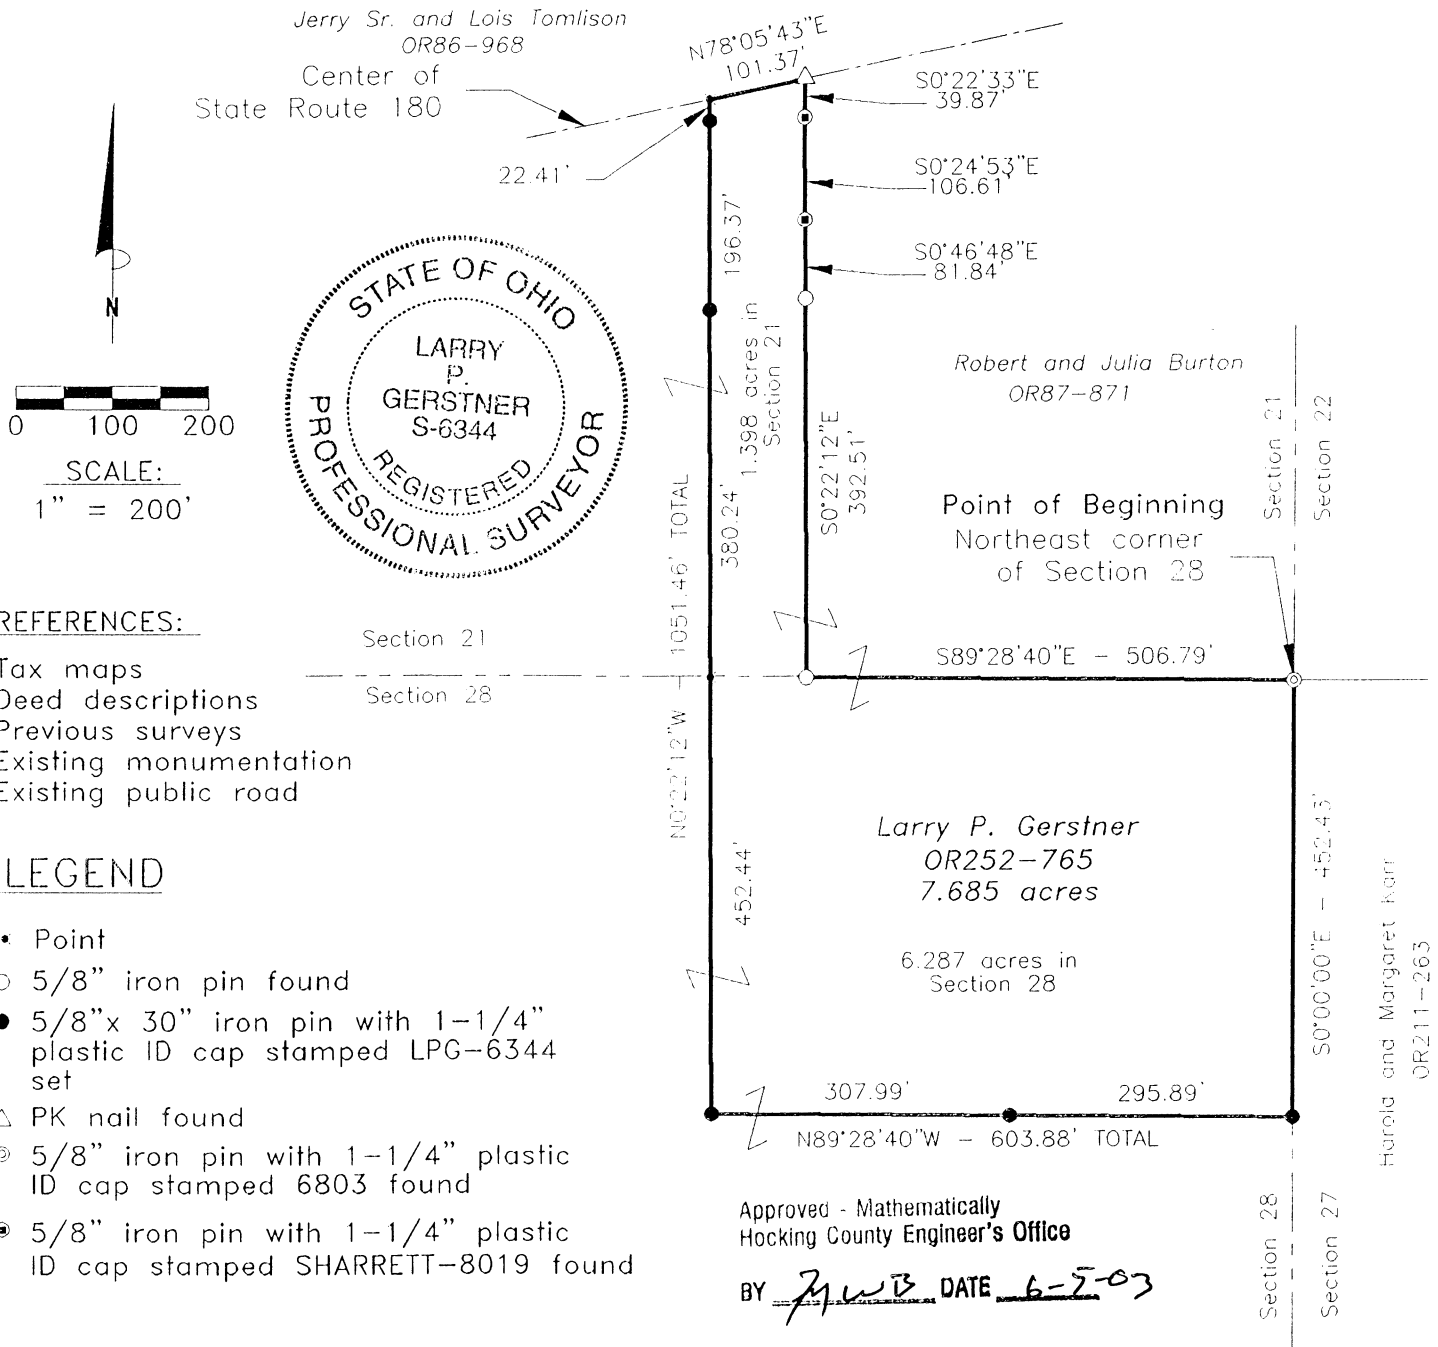 Jerry Sr. and Lois Tomlison
OR86-968
Center of
State Route 180
N78°05'43"E
101.37'
S0°22'33"E
39.87'
22.41'
S0°24'53"E
106.61'
S0°46'48"E
81.84'
196.37'
N
0 100 200
SCALE:
1" = 200'
STATE OF OHIO
LARRY
P.
GERSTNER
S-6344
REGISTERED
PROFESSIONAL SURVEYOR
1.398 acres in
Section 21
Robert and Julia Burton
OR87-871
Section 21
Section 22
S0°22'12"E
392.51'
380.24'
N0°22'12"W - 1051.46' TOTAL
Point of Beginning
Northeast corner
of Section 28
S89°28'40"E - 506.79'
Section 21
Section 28
REFERENCES:
Tax maps
Deed descriptions
Previous surveys
Existing monumentation
Existing public road
Larry P. Gerstner
OR252-765
7.685 acres
6.287 acres in
Section 28
452.44'
S0°00'00"E - 452.43'
Harold and Margaret Karr
OR211-263
LEGEND
Point
5/8" iron pin found
5/8"x 30" iron pin with 1-1/4"
plastic ID cap stamped LPG-6344
set
PK nail found
5/8" iron pin with 1-1/4" plastic
ID cap stamped 6803 found
5/8" iron pin with 1-1/4" plastic
ID cap stamped SHARRETT-8019 found
307.99'
295.89'
N89°28'40"W - 603.88' TOTAL
Approved - Mathematically
Hocking County Engineer's Office
BY DATE 6-5-03
Section 28
Section 27